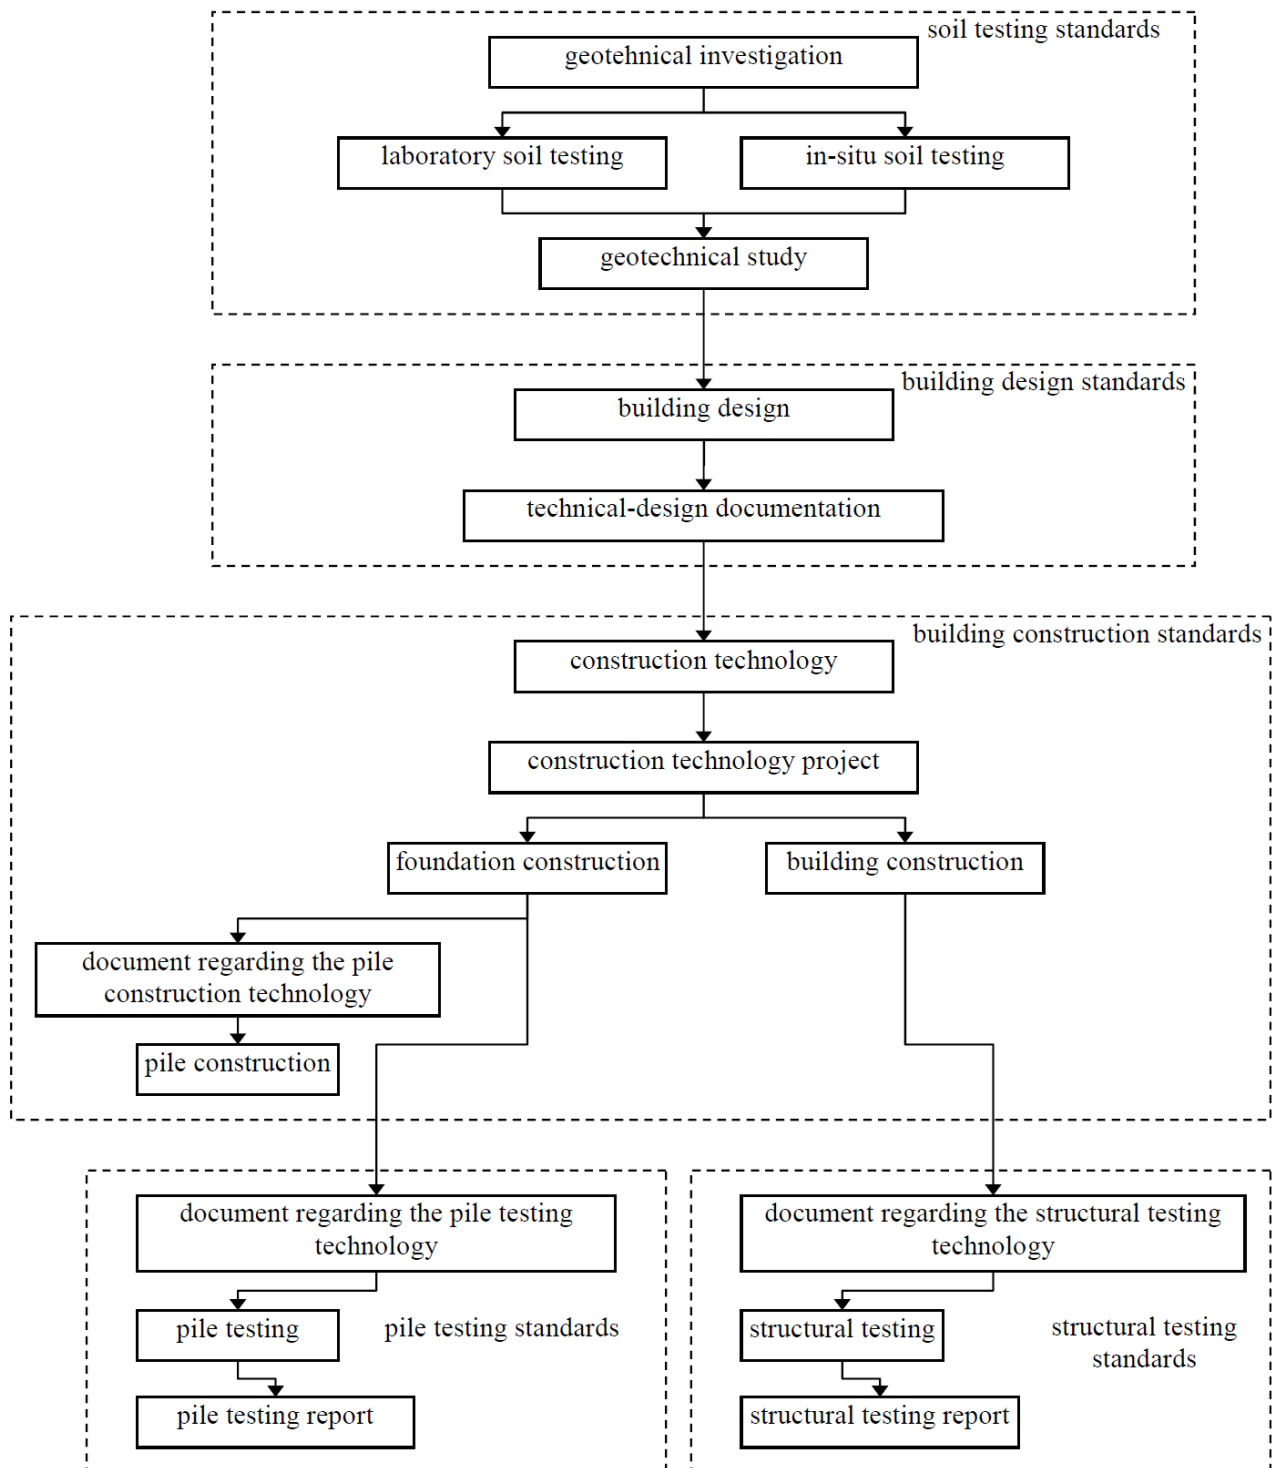 soil testing standards
geotehnical investigation
laboratory soil testing
in-situ soil testing
geotechnical study
building design standards
building design
technical-design documentation
building construction standards
construction technology
construction technology project
foundation construction
building construction
document regarding the pile
construction technology
pile construction
document regarding the pile testing
technology
pile testing
pile testing standards
pile testing report
document regarding the structural testing
technology
structural testing
structural testing
standards
structural testing report